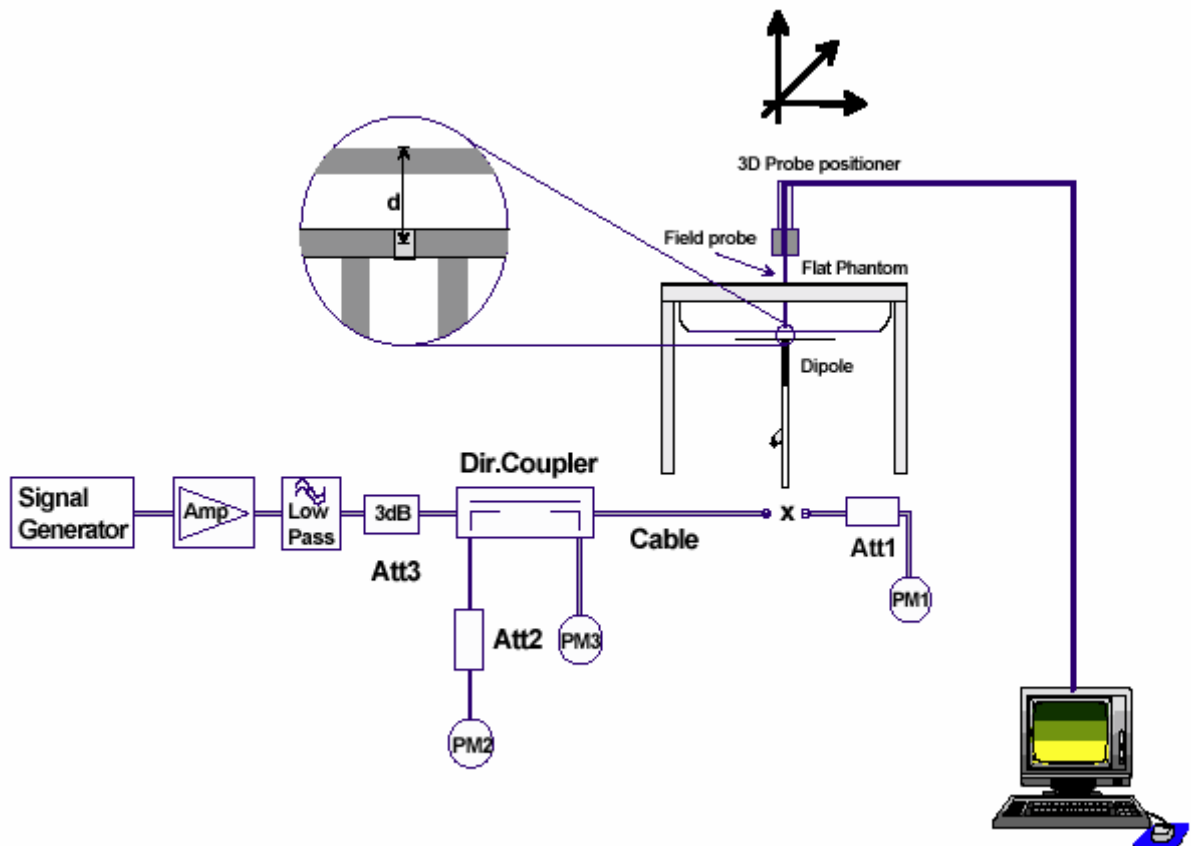 3D Probe positioner
d
Field probe
Flat Phantom
Dipole
Dir.Coupler
Signal
Generator
Amp
Low
Pass
3dB
Att3
Cable
x
Att1
PM1
Att2
PM3
PM2